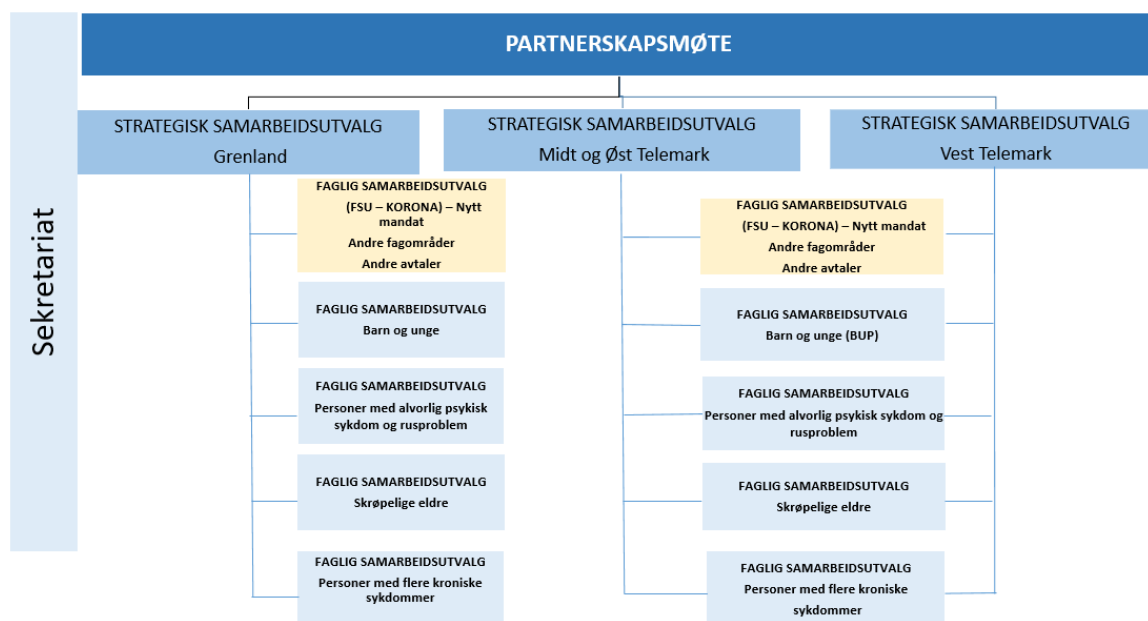 Sekretariat
PARTNERSKAPSMØTE
STRATEGISK SAMARBEIDSUTVALG
Grenland
STRATEGISK SAMARBEIDSUTVALG
Midt og Øst Telemark
STRATEGISK SAMARBEIDSUTVALG
Vest Telemark
FAGLIG SAMARBEIDSUTVALG
(FSU – KORONA) – Nytt
mandat
Andre fagområder
Andre avtaler
FAGLIG SAMARBEIDSUTVALG
Barn og unge
FAGLIG SAMARBEIDSUTVALG
Personer med alvorlig psykisk
sykdom og rusproblem
FAGLIG SAMARBEIDSUTVALG
Skrøpelige eldre
FAGLIG SAMARBEIDSUTVALG
Personer med flere kroniske
sykdommer
FAGLIG SAMARBEIDSUTVALG
(FSU – KORONA) – Nytt mandat
Andre fagområder
Andre avtaler
FAGLIG SAMARBEIDSUTVALG
Barn og unge (BUP)
FAGLIG SAMARBEIDSUTVALG
Personer med alvorlig psykisk sykdom og
rusproblem
FAGLIG SAMARBEIDSUTVALG
Skrøpelige eldre
FAGLIG SAMARBEIDSUTVALG
Personer med flere kroniske
sykdommer